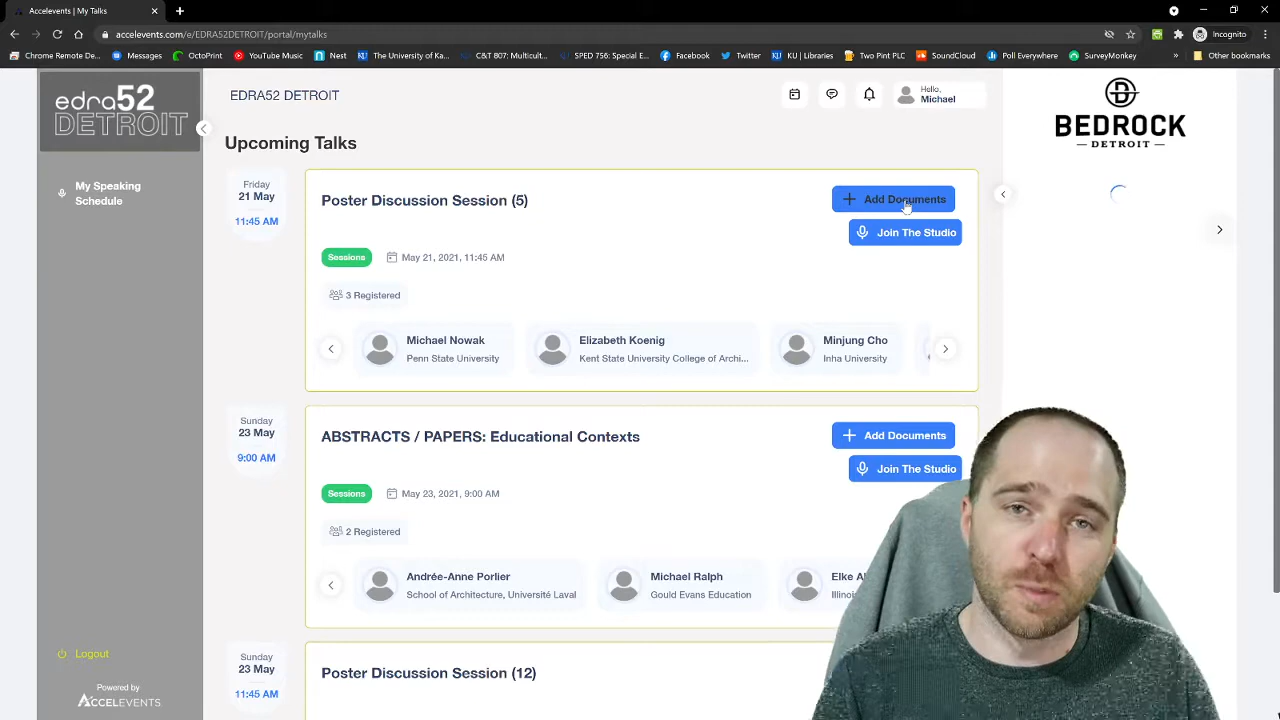 Accelevents | My Talks
Incognito
accelevents.com/e/EDRA52DETROIT/portal/mytalks
Chrome Remote De...
Messages
OctoPrint
YouTube Music
Nest
The University of Ka...
C&T 807: Multicult...
SPED 756: Special E...
Facebook
Twitter
KU | Libraries
Two Pint PLC
SoundCloud
Poll Everywhere
SurveyMonkey
Other bookmarks
edra52
DETROIT
My Speaking
Schedule
Logout
Powered by
ACCELEVENTS
EDRA52 DETROIT
Hello,
Michael
Upcoming Talks
Friday
21 May
11:45 AM
Poster Discussion Session (5)
Add Documents
Join The Studio
Sessions
May 21, 2021, 11:45 AM
3 Registered
Michael Nowak
Penn State University
Elizabeth Koenig
Kent State University College of Archi...
Minjung Cho
Inha University
Sunday
23 May
9:00 AM
ABSTRACTS / PAPERS: Educational Contexts
Add Documents
Join The Studio
Sessions
May 23, 2021, 9:00 AM
2 Registered
Andrée-Anne Porlier
School of Architecture, Université Laval
Michael Ralph
Gould Evans Education
Elke
Sunday
23 May
11:45 AM
Poster Discussion Session (12)
BEDROCK
DETROIT